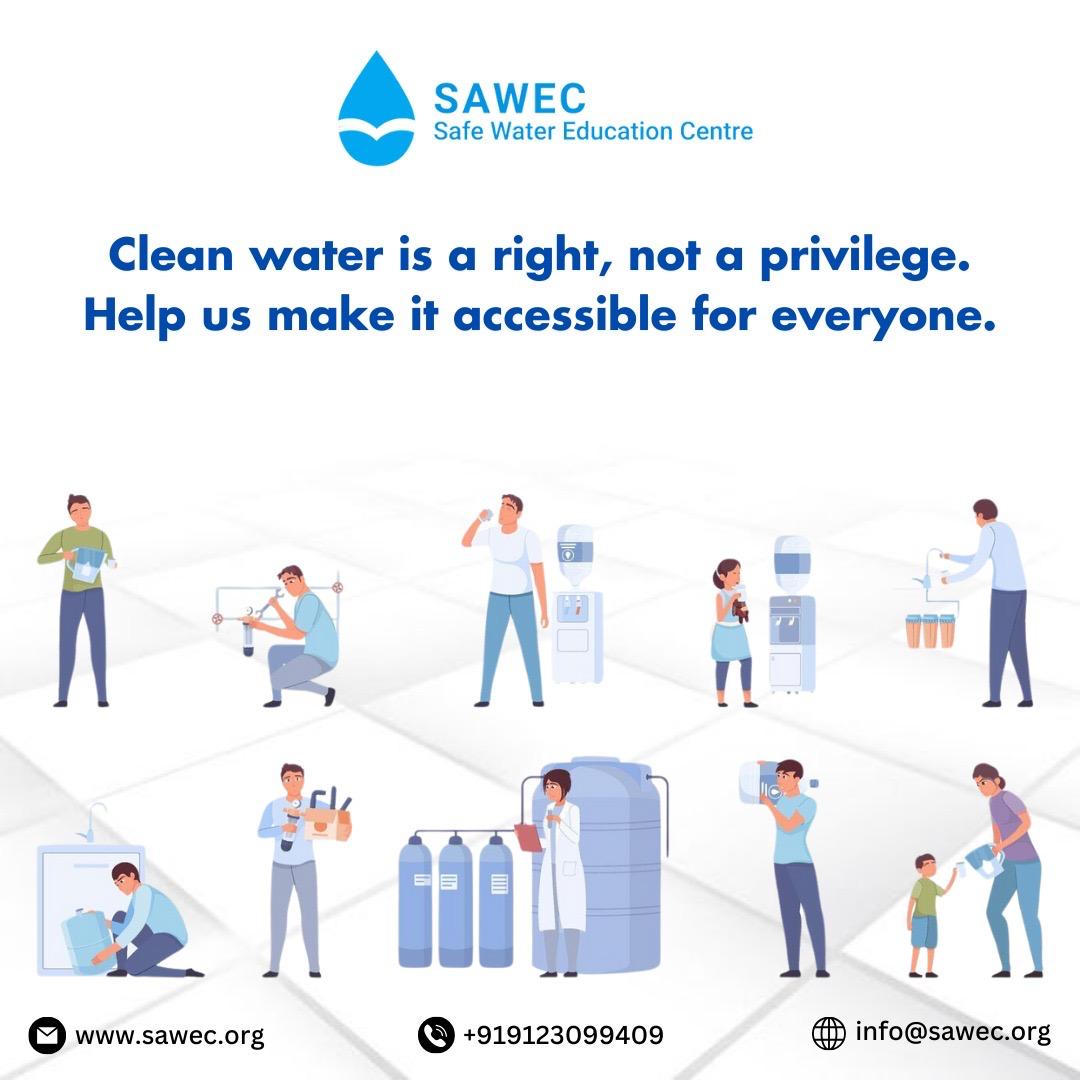 SAWEC
Safe Water Education Centre
Clean water is a right, not a privilege.
Help us make it accessible for everyone.
www.sawec.org
+919123099409
info@sawec.org